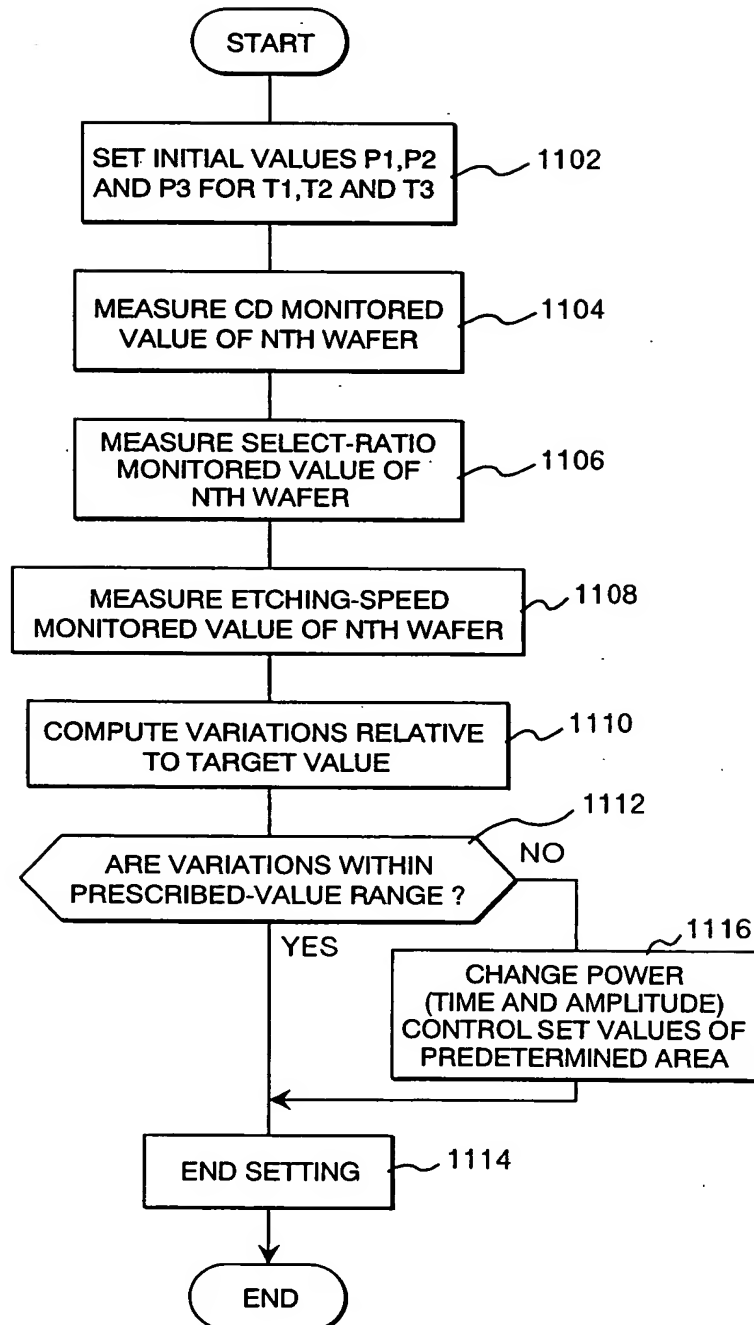 START
SET INITIAL VALUES P1,P2
AND P3 FOR T1,T2 AND T3
1102
MEASURE CD MONITORED
VALUE OF NTH WAFER
1104
MEASURE SELECT-RATIO
MONITORED VALUE OF
NTH WAFER
1106
MEASURE ETCHING-SPEED
MONITORED VALUE OF NTH WAFER
1108
COMPUTE VARIATIONS RELATIVE
TO TARGET VALUE
1110
1112
ARE VARIATIONS WITHIN
PRESCRIBED-VALUE RANGE ?
NO
YES
1116
CHANGE POWER
(TIME AND AMPLITUDE)
CONTROL SET VALUES OF
PREDETERMINED AREA
END SETTING
1114
END